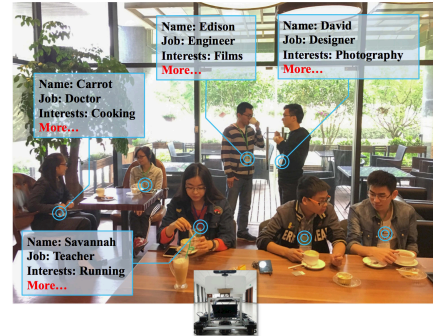 Name: Edison
Job: Engineer
Interests: Films
More…
Name: David
Job: Designer
Interests: Photography
More…
Name: Carrot
Job: Doctor
Interests: Cooking
More…
Name: Savannah
Job: Teacher
Interests: Running
More…